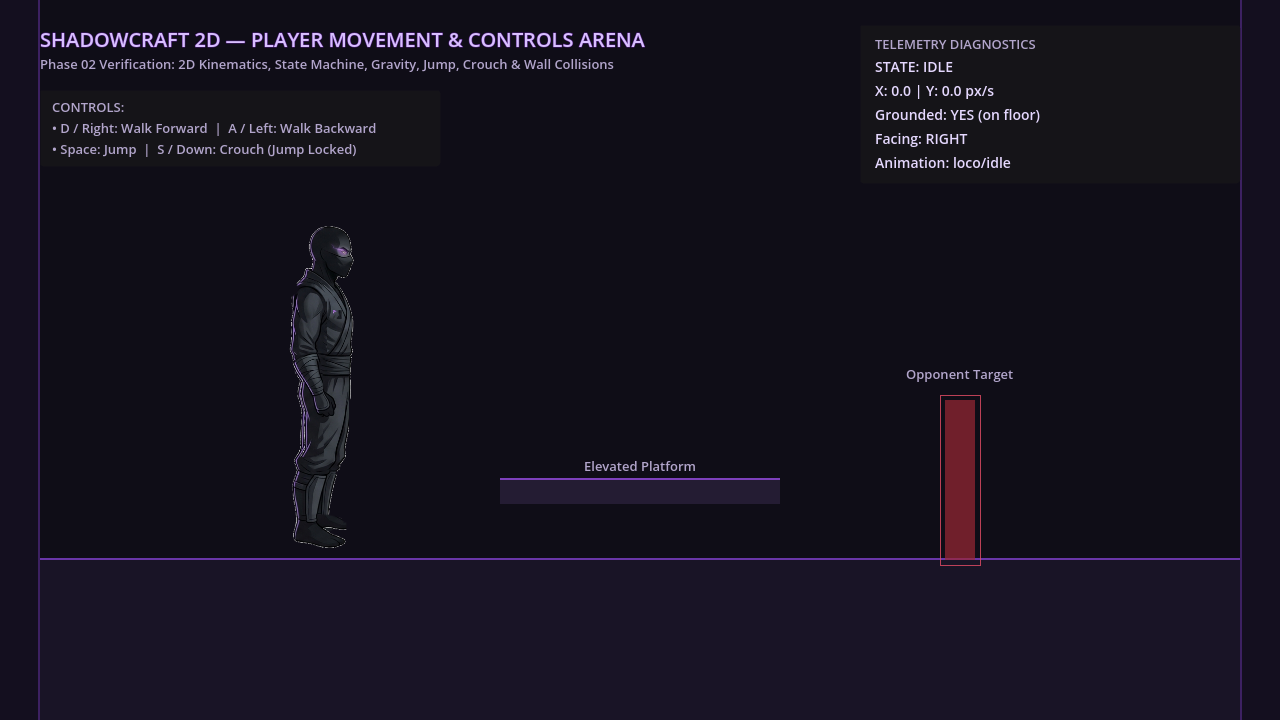 SHADOWCRAFT 2D — PLAYER MOVEMENT & CONTROLS ARENA
Phase 02 Verification: 2D Kinematics, State Machine, Gravity, Jump, Crouch & Wall Collisions
CONTROLS:
• D / Right: Walk Forward | A / Left: Walk Backward
• Space: Jump | S / Down: Crouch (Jump Locked)
TELEMETRY DIAGNOSTICS
STATE: IDLE
X: 0.0 | Y: 0.0 px/s
Grounded: YES (on floor)
Facing: RIGHT
Animation: loco/idle
Opponent Target
Elevated Platform